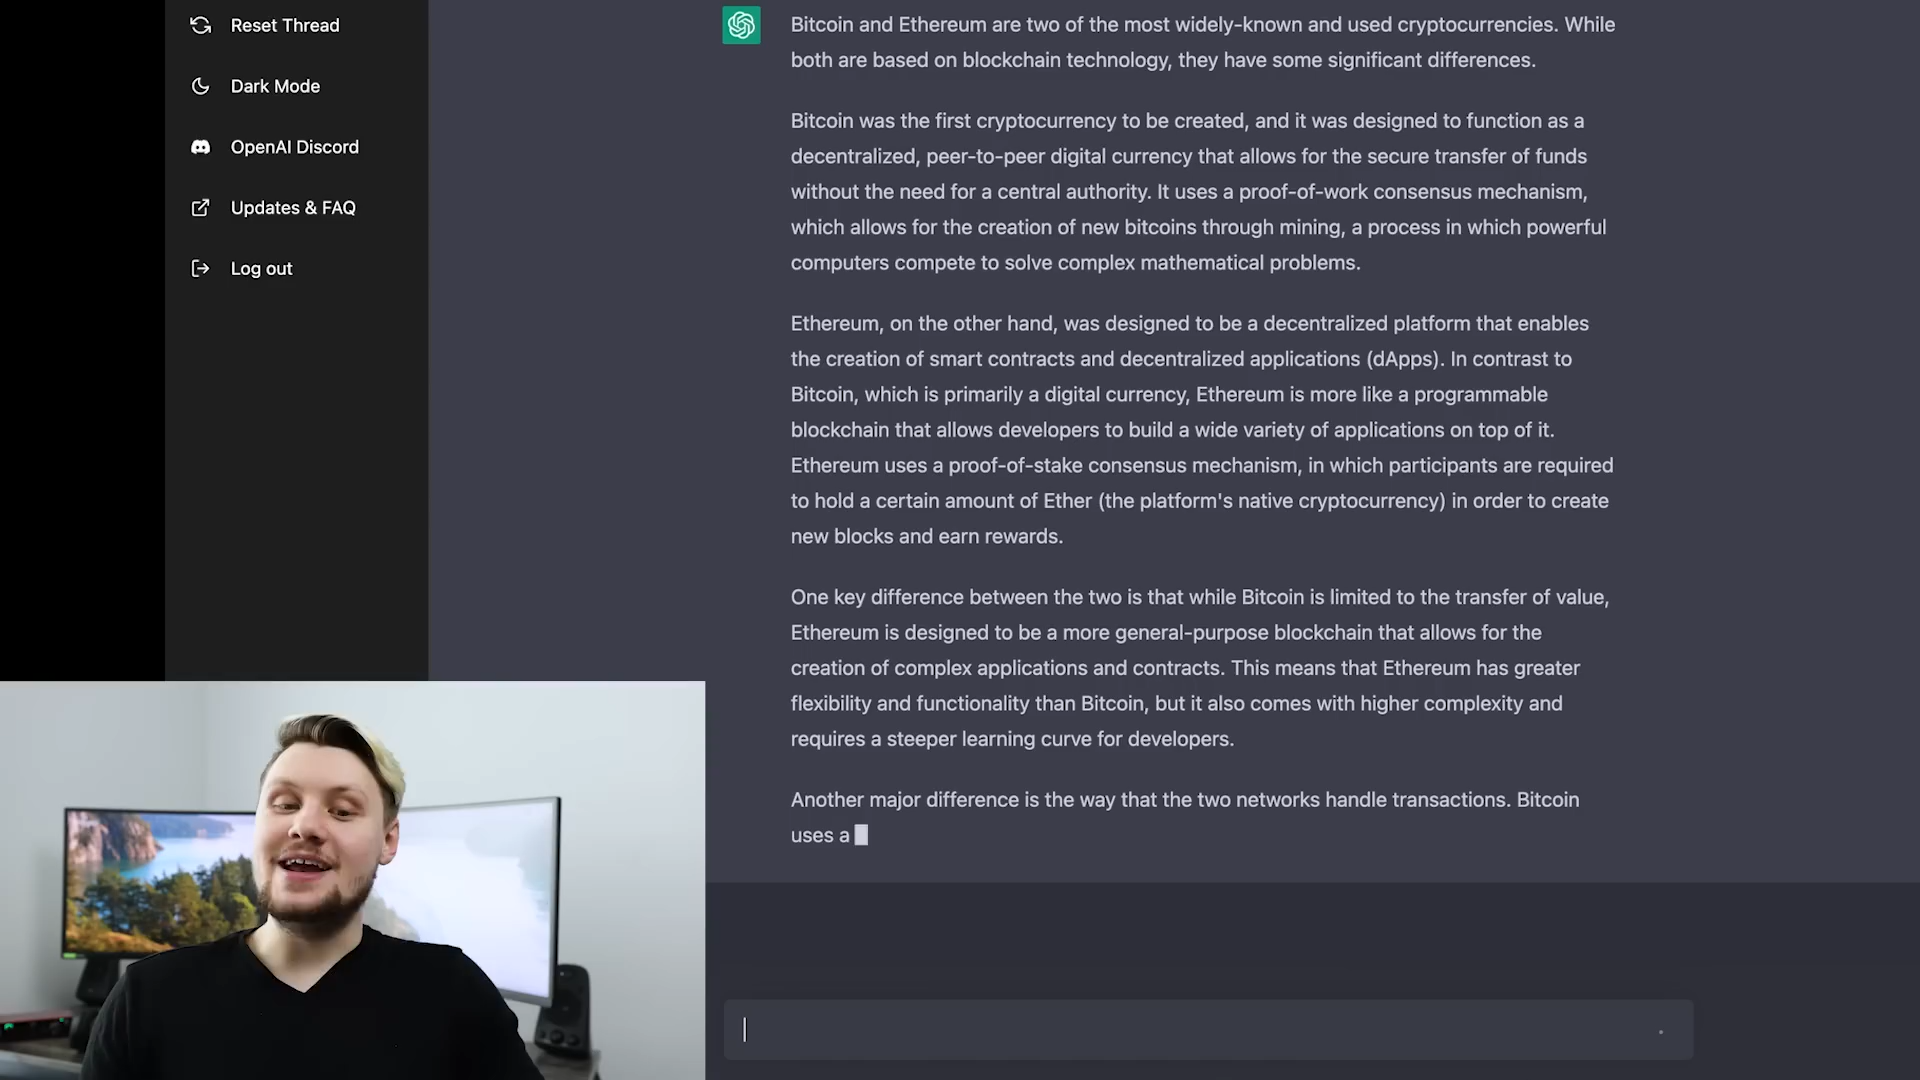 Reset Thread
Dark Mode
OpenAI Discord
Updates & FAQ
Log out
Bitcoin and Ethereum are two of the most widely-known and used cryptocurrencies. While
both are based on blockchain technology, they have some significant differences.
Bitcoin was the first cryptocurrency to be created, and it was designed to function as a
decentralized, peer-to-peer digital currency that allows for the secure transfer of funds
without the need for a central authority. It uses a proof-of-work consensus mechanism,
which allows for the creation of new bitcoins through mining, a process in which powerful
computers compete to solve complex mathematical problems.
Ethereum, on the other hand, was designed to be a decentralized platform that enables
the creation of smart contracts and decentralized applications (dApps). In contrast to
Bitcoin, which is primarily a digital currency, Ethereum is more like a programmable
blockchain that allows developers to build a wide variety of applications on top of it.
Ethereum uses a proof-of-stake consensus mechanism, in which participants are required
to hold a certain amount of Ether (the platform's native cryptocurrency) in order to create
new blocks and earn rewards.
One key difference between the two is that while Bitcoin is limited to the transfer of value,
Ethereum is designed to be a more general-purpose blockchain that allows for the
creation of complex applications and contracts. This means that Ethereum has greater
flexibility and functionality than Bitcoin, but it also comes with higher complexity and
requires a steeper learning curve for developers.
Another major difference is the way that the two networks handle transactions. Bitcoin
uses a